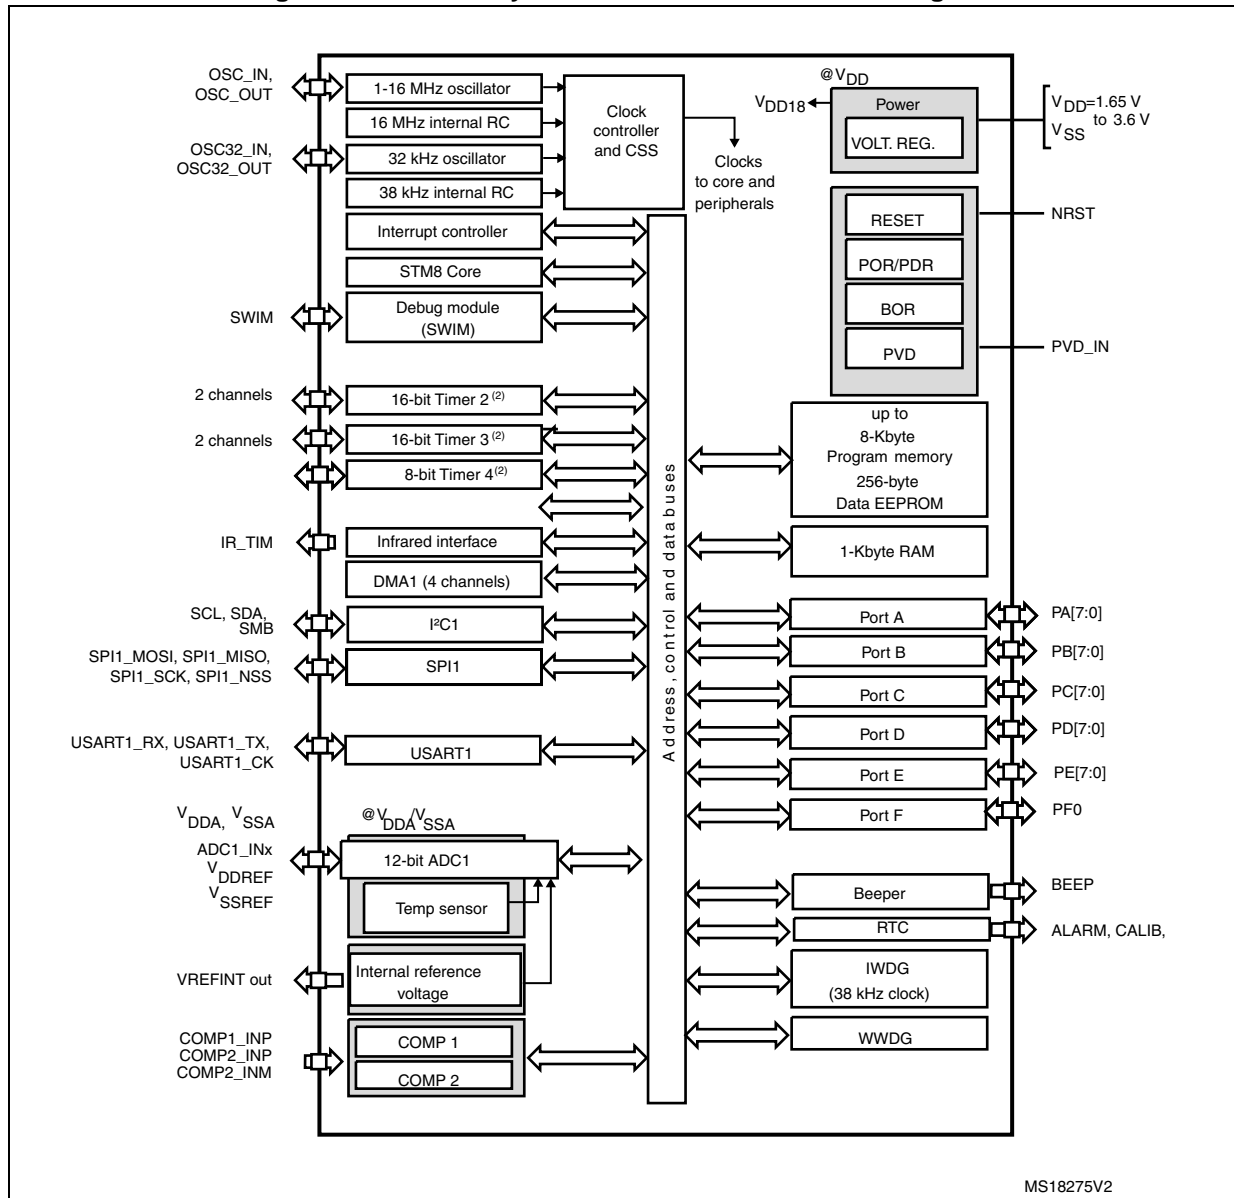 OSC_IN,
OSC_OUT
1-16 MHz oscillator
16 MHz internal RC
OSC32_IN,
OSC32_OUT
32 kHz oscillator
38 kHz internal RC
Clock
controller
and CSS
Clocks
to core and
peripherals
@VDD
VDD18
Power
VOLT. REG.
VDD=1.65 V
to 3.6 V
VSS
Interrupt controller
STM8 Core
SWIM
Debug module
(SWIM)
RESET
NRST
POR/PDR
BOR
PVD
PVD_IN
2 channels
16-bit Timer 2(2)
2 channels
16-bit Timer 3(2)
8-bit Timer 4(2)
up to
8-Kbyte
Program memory
256-byte
Data EEPROM
Address, control and data buses
IR_TIM
Infrared interface
1-Kbyte RAM
DMA1 (4 channels)
SCL, SDA,
SMB
I²C1
SPI1_MOSI, SPI1_MISO,
SPI1_SCK, SPI1_NSS
SPI1
USART1_RX, USART1_TX,
USART1_CK
USART1
Port A
PA[7:0]
Port B
PB[7:0]
Port C
PC[7:0]
Port D
PD[7:0]
Port E
PE[7:0]
Port F
PF0
VDDA, VSSA
@VDDA/VSSA
ADC1_INx
VDDREF
VSSREF
12-bit ADC1
Temp sensor
VREFINT out
Internal reference
voltage
COMP1_INP
COMP2_INP
COMP2_INM
COMP 1
COMP 2
Beeper
BEEP
RTC
ALARM, CALIB,
IWDG
(38 kHz clock)
WWDG
MS18275V2